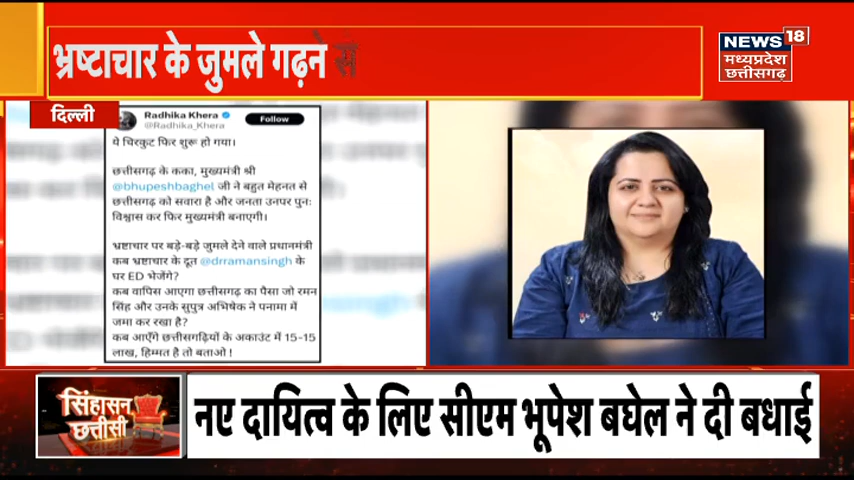 भ्रष्टाचार के जुमले गढ़ने से
NEWS 18
मध्यप्रदेश
छत्तीसगढ़
दिल्ली
Radhika Khera
@Radhika_Khera
Follow
ये चिरकुट फिर शुरू हो गया।
छत्तीसगढ़ के कका, मुख्यमंत्री श्री
@bhupeshbaghel जी ने बहुत मेहनत से
छत्तीसगढ़ को सवारा है और जनता उनपर पुनः
विश्वास कर फिर मुख्यमंत्री बनाएगी।
भ्रष्टाचार पर बड़े-बड़े जुमले देने वाले प्रधानमंत्री
कब भ्रष्टाचार के दूत @drramansingh के
घर ED भेजेंगे?
कब वापिस आएगा छत्तीसगढ़ का पैसा जो रमन
सिंह और उनके सुपुत्र अभिषेक ने पनामा में
जमा कर रखा है?
कब आएँगे छत्तीसगढ़ियों के अकाउंट में 15-15
लाख, हिम्मत है तो बताओ !
सिंहासन
छत्तीसी
नए दायित्व के लिए सीएम भूपेश बघेल ने दी बधाई